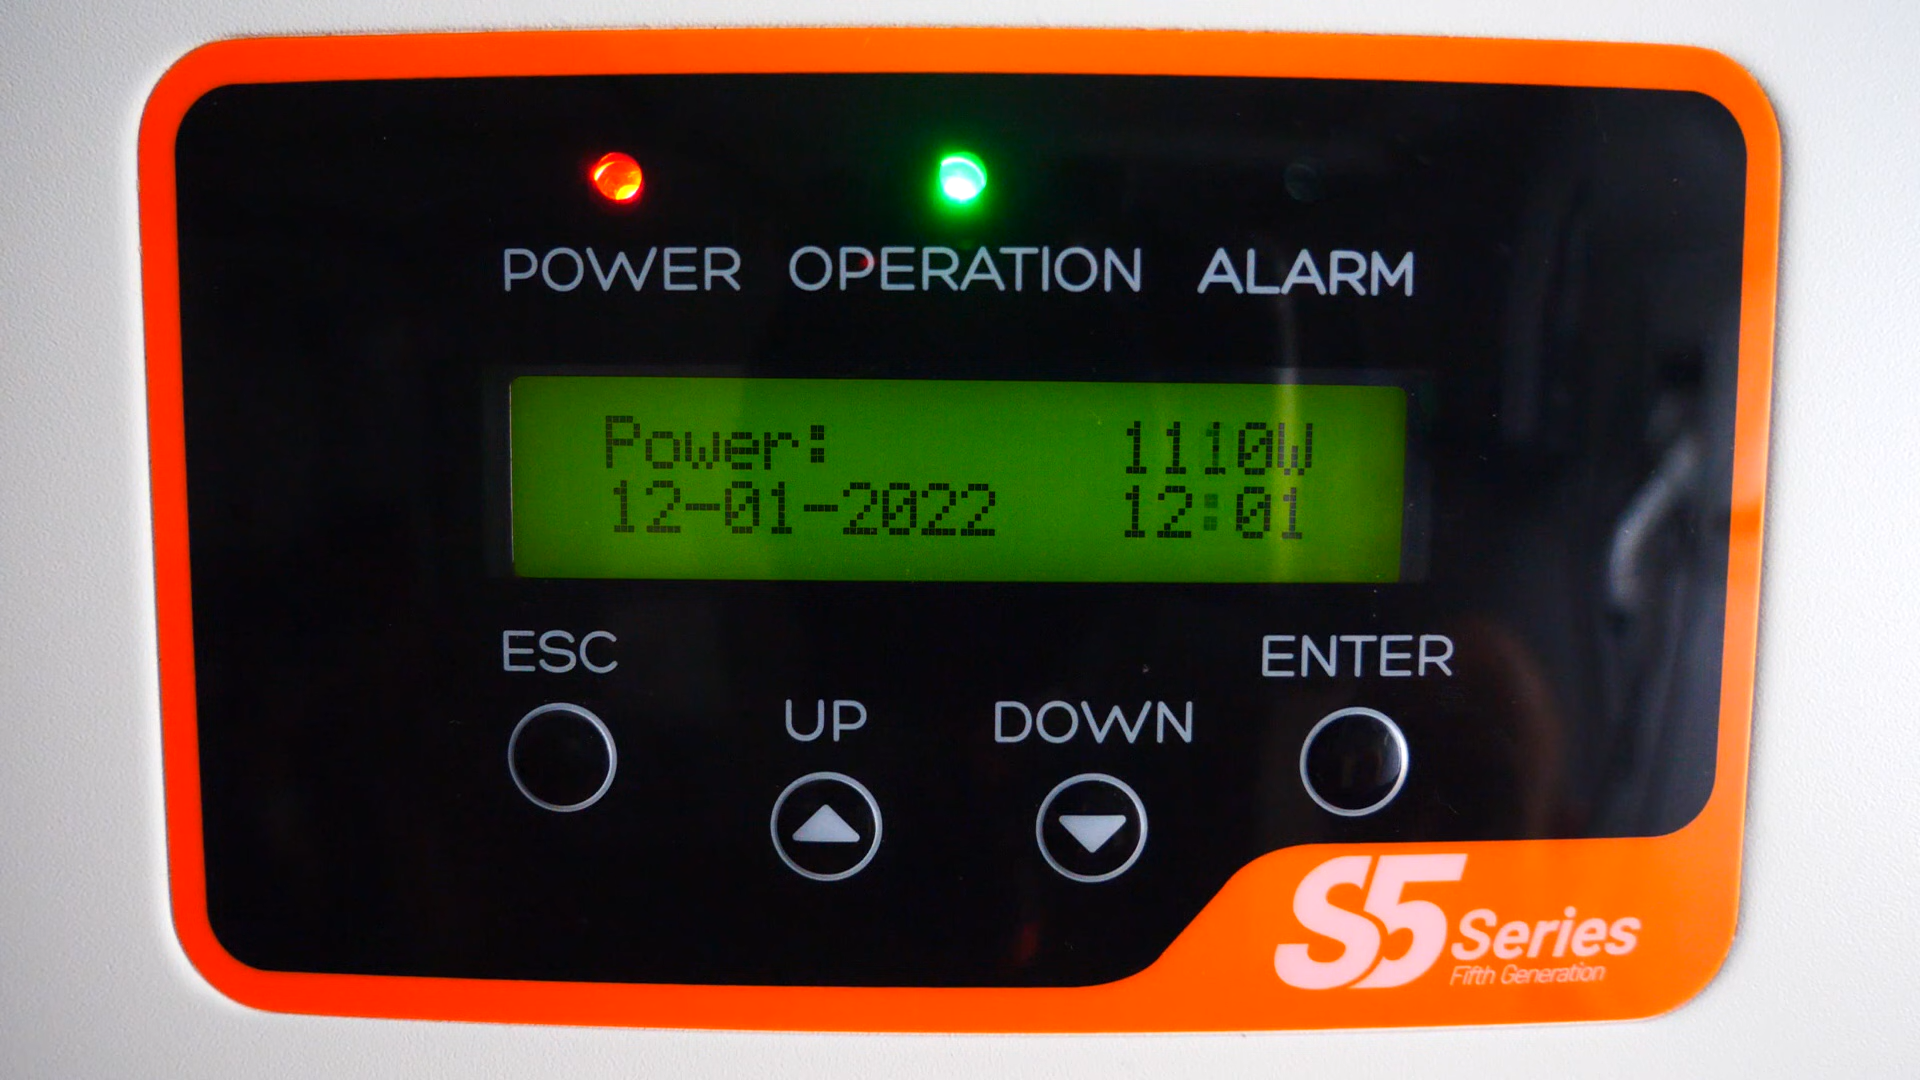 POWER OPERATION ALARM
Power: 1110W
12-01-2022 12:01
ESC ENTER
UP DOWN
S5 Series
Fifth Generation